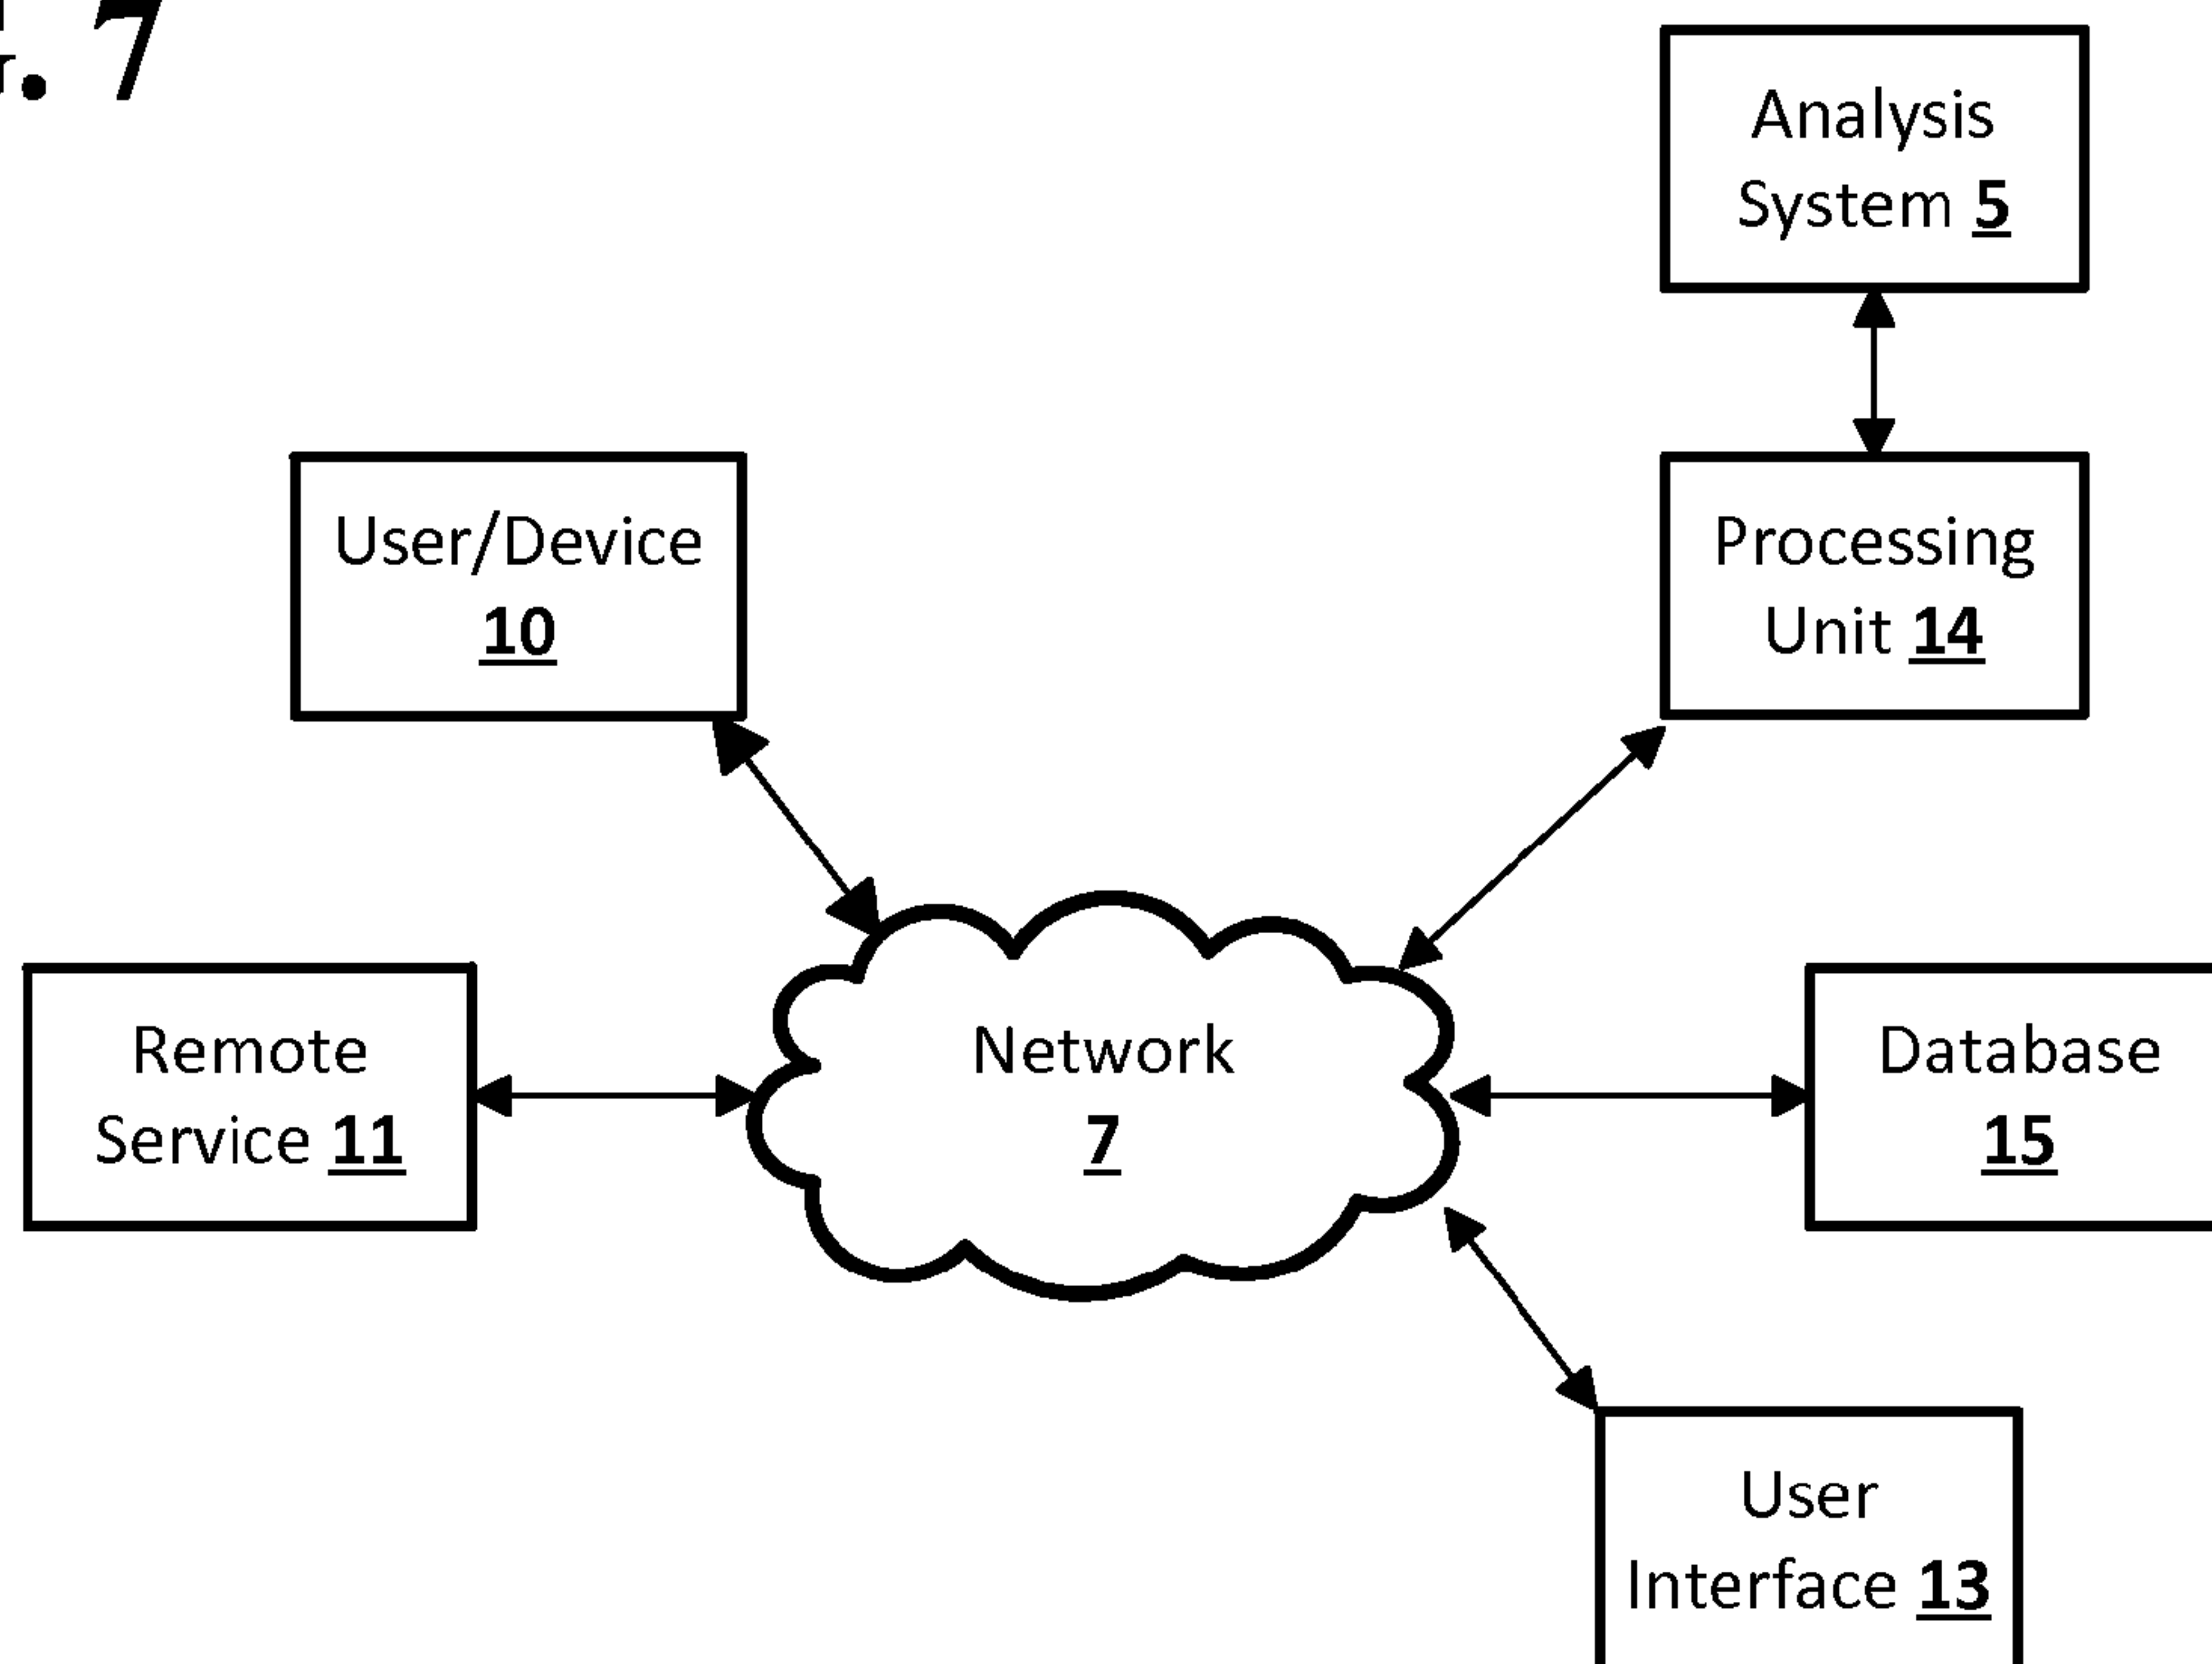 . 7
Analysis
System 5
User/Device
10
Processing
Unit 14
Remote
Service 11
Network
7
Database
15
User
Interface 13